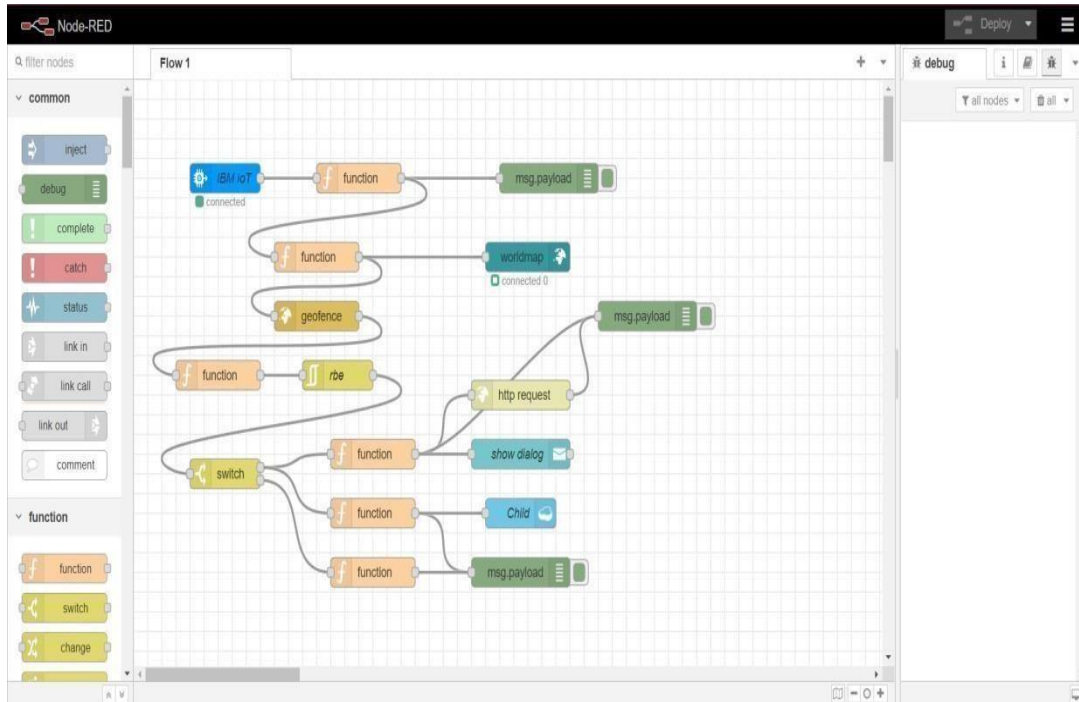 Node-RED
Deploy
filter nodes
Flow 1
debug
i
common
all nodes
all
inject
IBM IoT
function
msg.payload
debug
connected
complete
function
worldmap
catch
connected 0
status
geofence
msg.payload
link in
function
rbe
link call
http request
link out
function
show dialog
comment
switch
function
function
Child
function
function
msg.payload
switch
change